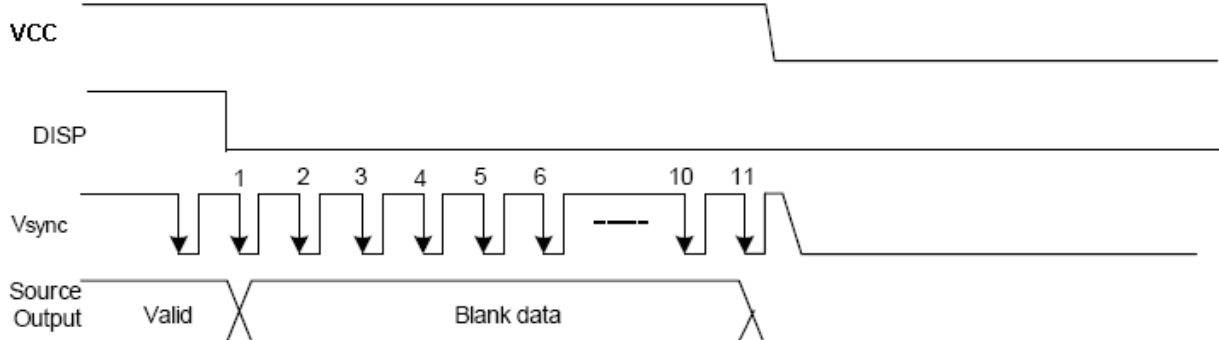 VCC
DISP
1 2 3 4 5 6 10 11
Vsync
Source
Output
Valid Blank data